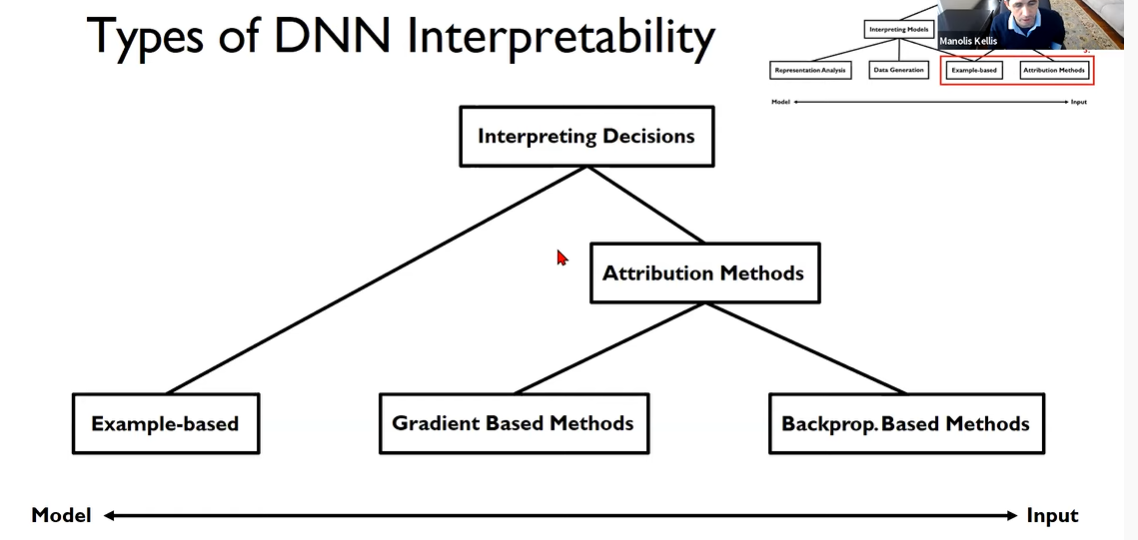 Types of DNN Interpretability
Interpreting Models
Manolis Kellis
Representation Analysis
Data Generation
Example-based
Attribution Methods
Model
Input
Interpreting Decisions
Attribution Methods
Example-based
Gradient Based Methods
Backprop. Based Methods
Model
Input